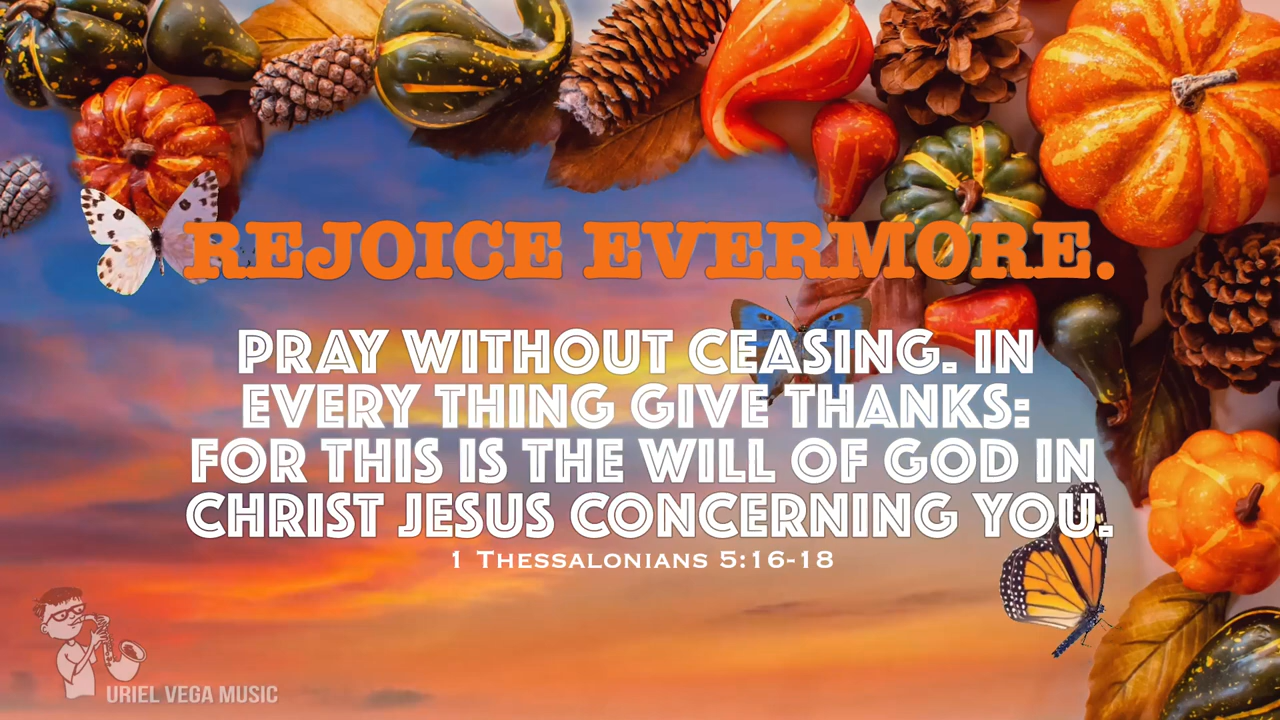 REJOICE EVERMORE.
PRAY WITHOUT CEASING. IN
EVERY THING GIVE THANKS:
FOR THIS IS THE WILL OF GOD IN
CHRIST JESUS CONCERNING YOU.
1 THESSALONIANS 5:16-18
URIEL VEGA MUSIC